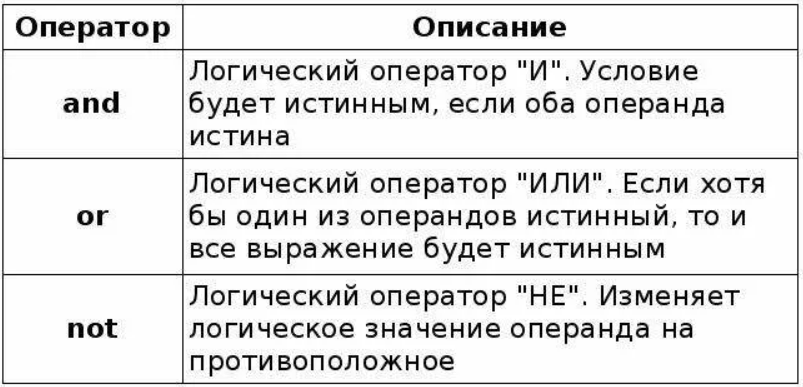 Оператор Описание
and
Логический оператор "И". Условие
будет истинным, если оба операнда
истина
or
Логический оператор "ИЛИ". Если хотя
бы один из операндов истинный, то и
все выражение будет истинным
not
Логический оператор "НЕ". Изменяет
логическое значение операнда на
противоположное